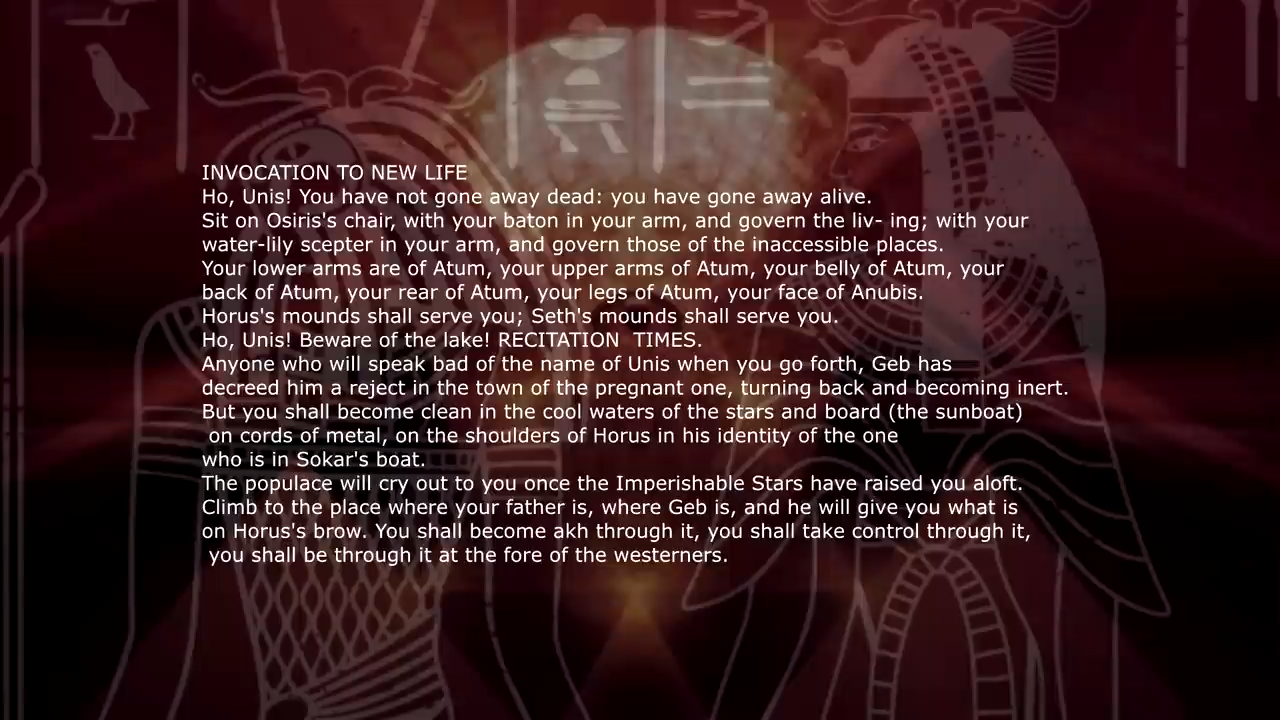 INVOCATION TO NEW LIFE
Ho, Unis! You have not gone away dead: you have gone away alive.
Sit on Osiris's chair, with your baton in your arm, and govern the liv- ing; with your
water-lily scepter in your arm, and govern those of the inaccessible places.
Your lower arms are of Atum, your upper arms of Atum, your belly of Atum, your
back of Atum, your rear of Atum, your legs of Atum, your face of Anubis.
Horus's mounds shall serve you; Seth's mounds shall serve you.
Ho, Unis! Beware of the lake! RECITATION  TIMES.
Anyone who will speak bad of the name of Unis when you go forth, Geb has
decreed him a reject in the town of the pregnant one, turning back and becoming inert.
But you shall become clean in the cool waters of the stars and board (the sunboat)
on cords of metal, on the shoulders of Horus in his identity of the one
who is in Sokar's boat.
The populace will cry out to you once the Imperishable Stars have raised you aloft.
Climb to the place where your father is, where Geb is, and he will give you what is
on Horus's brow. You shall become akh through it, you shall take control through it,
you shall be through it at the fore of the westerners.